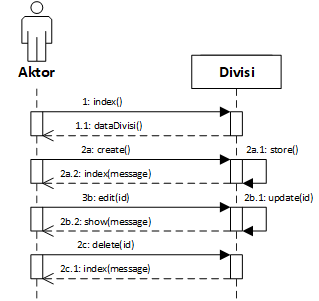 Aktor
Divisi
1: index()
1.1: dataDivisi()
2a: create()
2a.1: store()
2a.2: index(message)
3b: edit(id)
2b.1: update(id)
2b.2: show(message)
2c: delete(id)
2c.1: index(message)